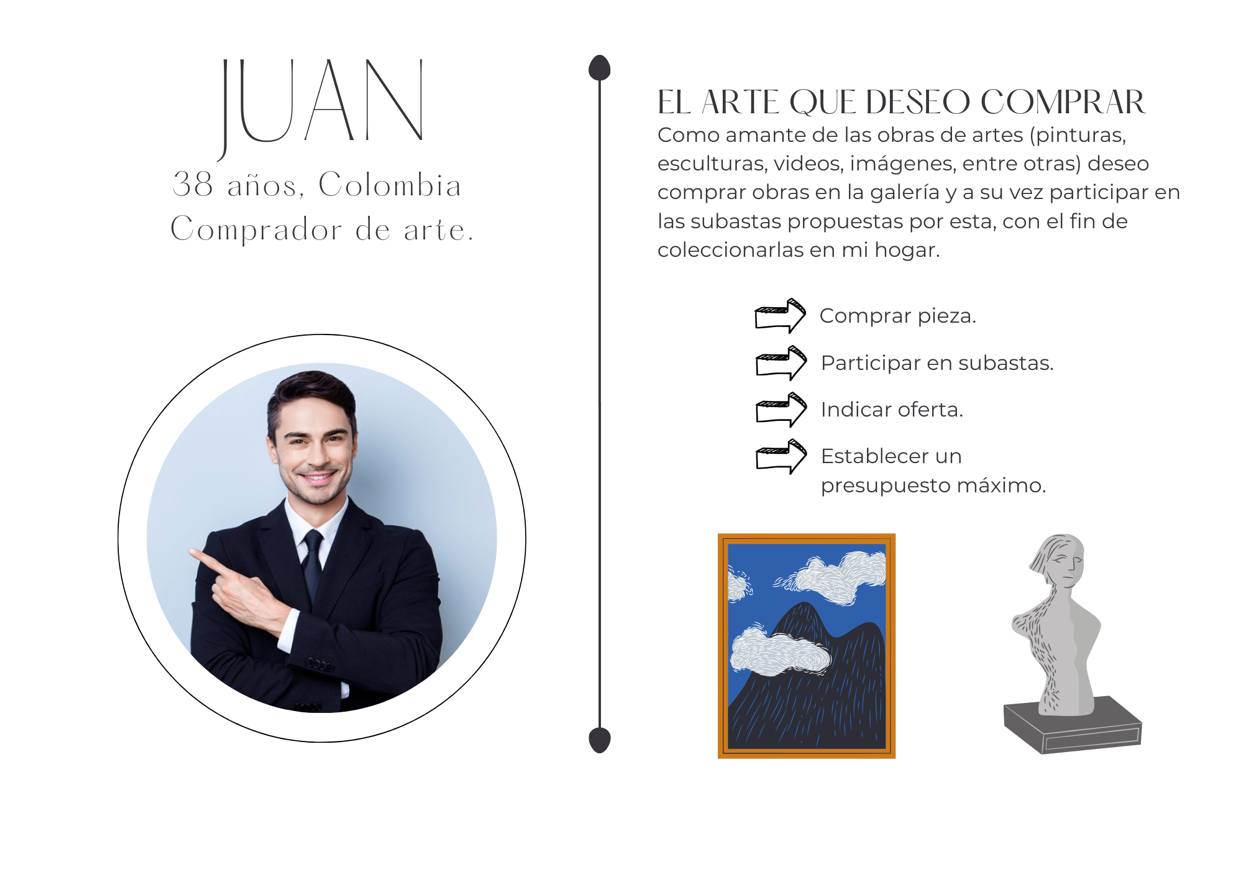 JUAN
38 años, Colombia
Comprador de arte.
EL ARTE QUE DESEO COMPRAR
Como amante de las obras de artes (pinturas,
esculturas, videos, imágenes, entre otras) deseo
comprar obras en la galería y a su vez participar en
las subastas propuestas por esta, con el fin de
coleccionarlas en mi hogar.
Comprar pieza.
Participar en subastas.
Indicar oferta.
Establecer un
presupuesto máximo.